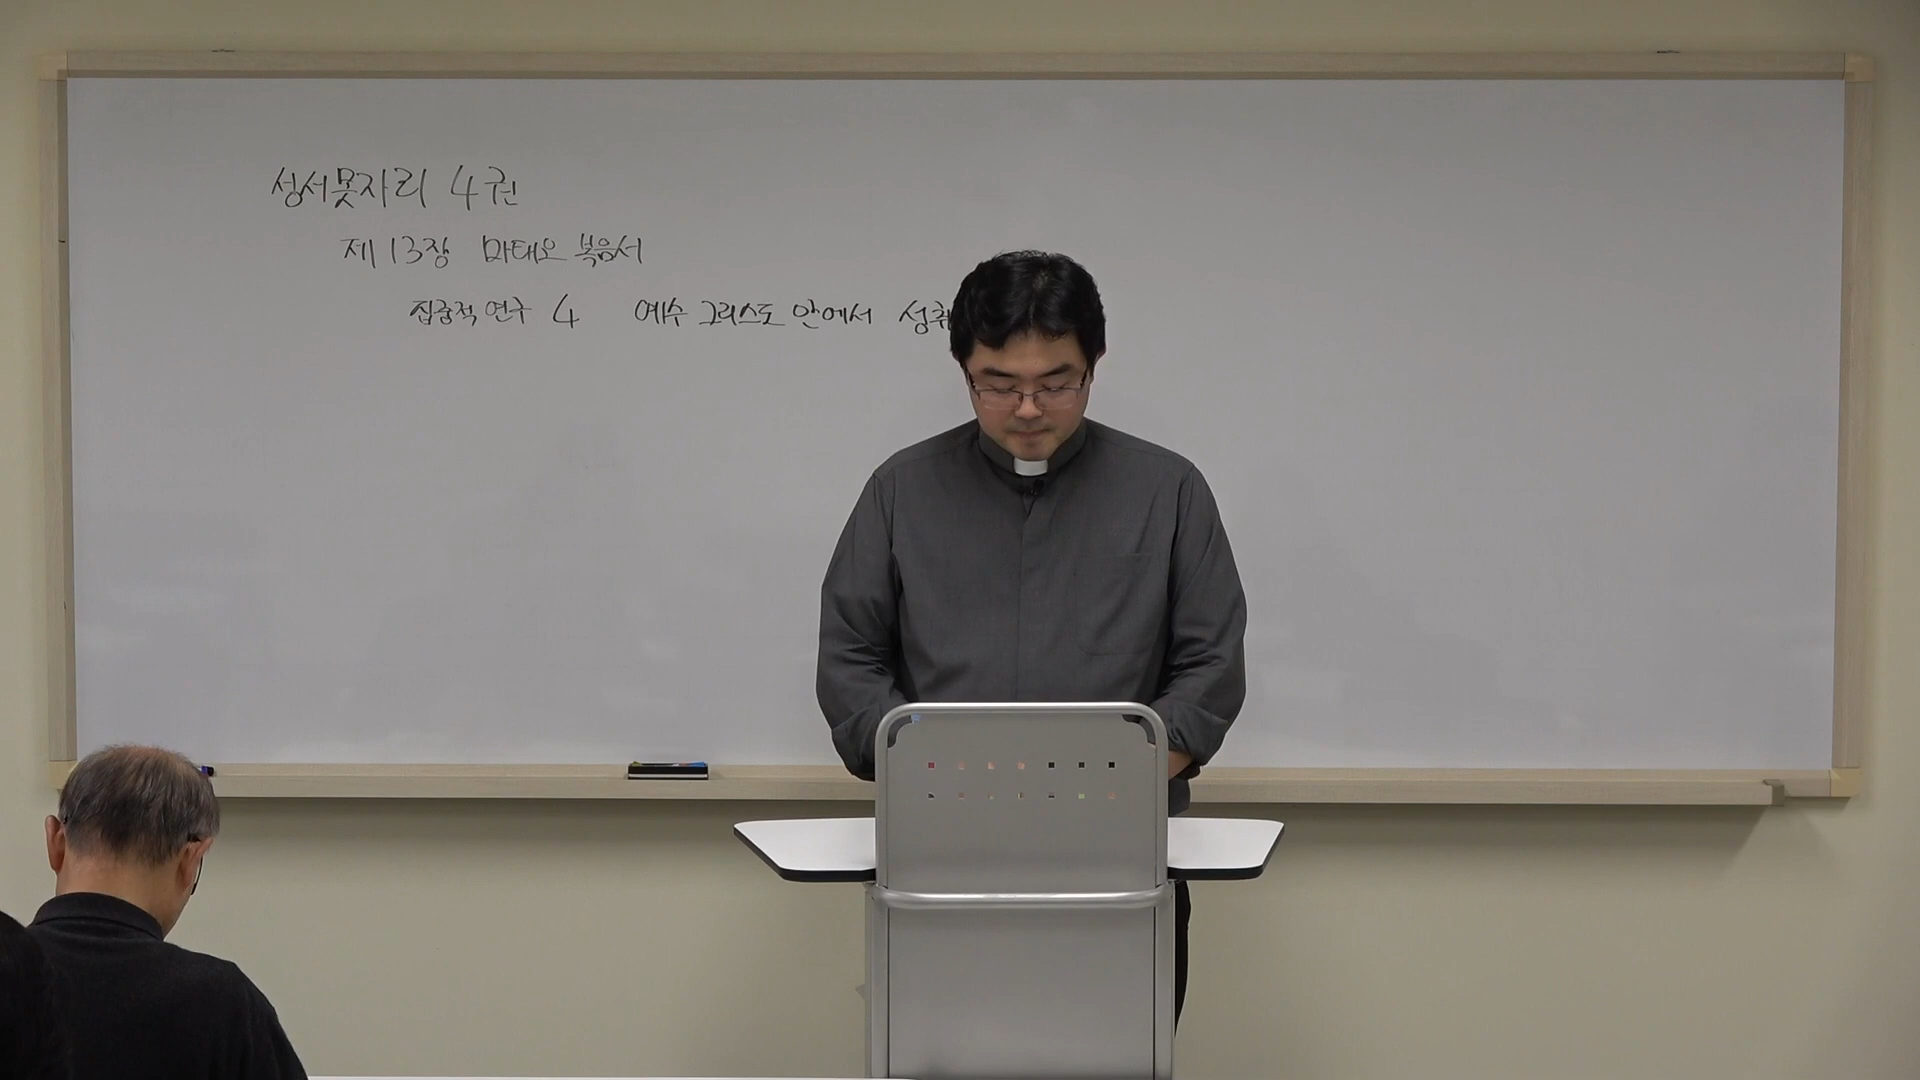 성서못자리 4권
제13장 마태오 복음서
집중적 연구 4 예수 그리스도 안에서 성취